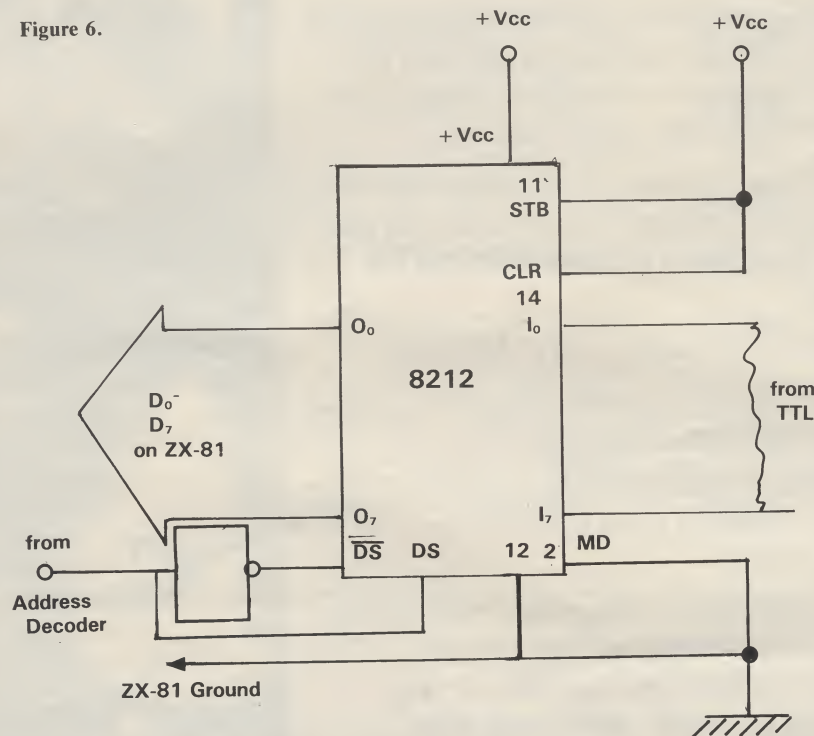 Figure 6.
+ Vcc
+ Vcc
+ Vcc
11
STB
CLR
14
O₀
I₀
8212
from
TTL
D₀-
D₇
on ZX-81
O₇
I₇
from
D̅S̅ DS 12 2 MD
Address
Decoder
ZX-81 Ground